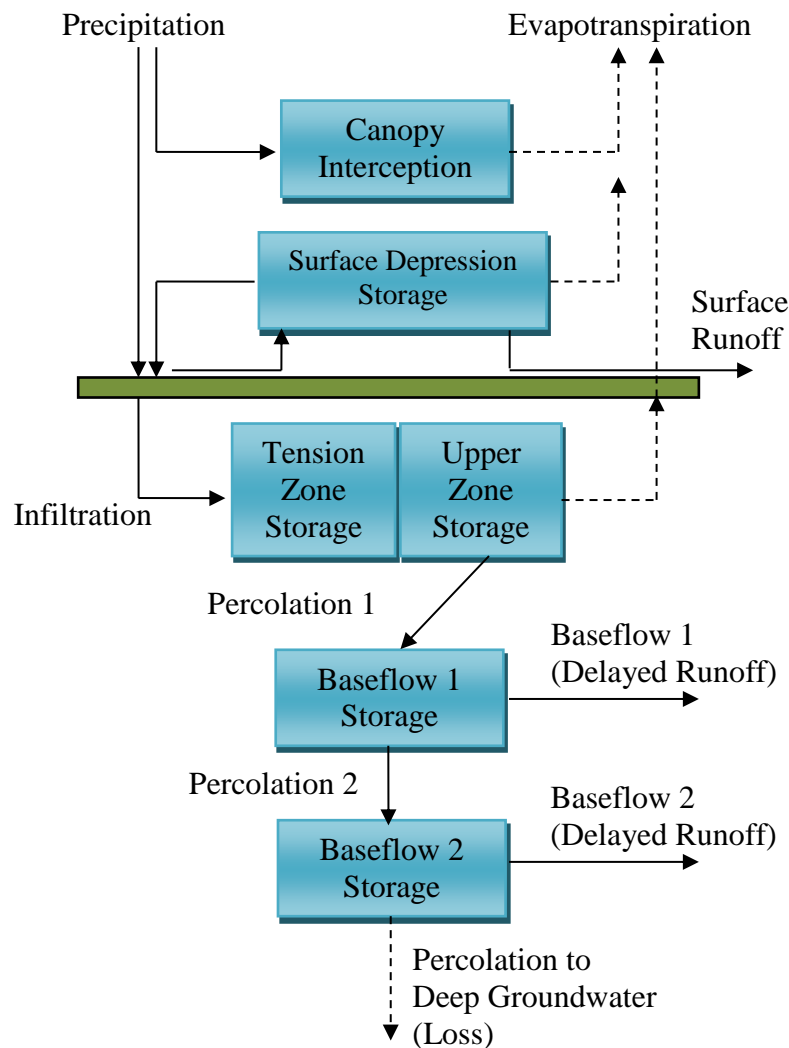 Precipitation
Evapotranspiration
Canopy
Interception
Surface Depression
Storage
Surface
Runoff
Tension
Zone
Storage
Upper
Zone
Storage
Infiltration
Percolation 1
Baseflow 1
(Delayed Runoff)
Baseflow 1
Storage
Percolation 2
Baseflow 2
(Delayed Runoff)
Baseflow 2
Storage
Percolation to
Deep Groundwater
(Loss)